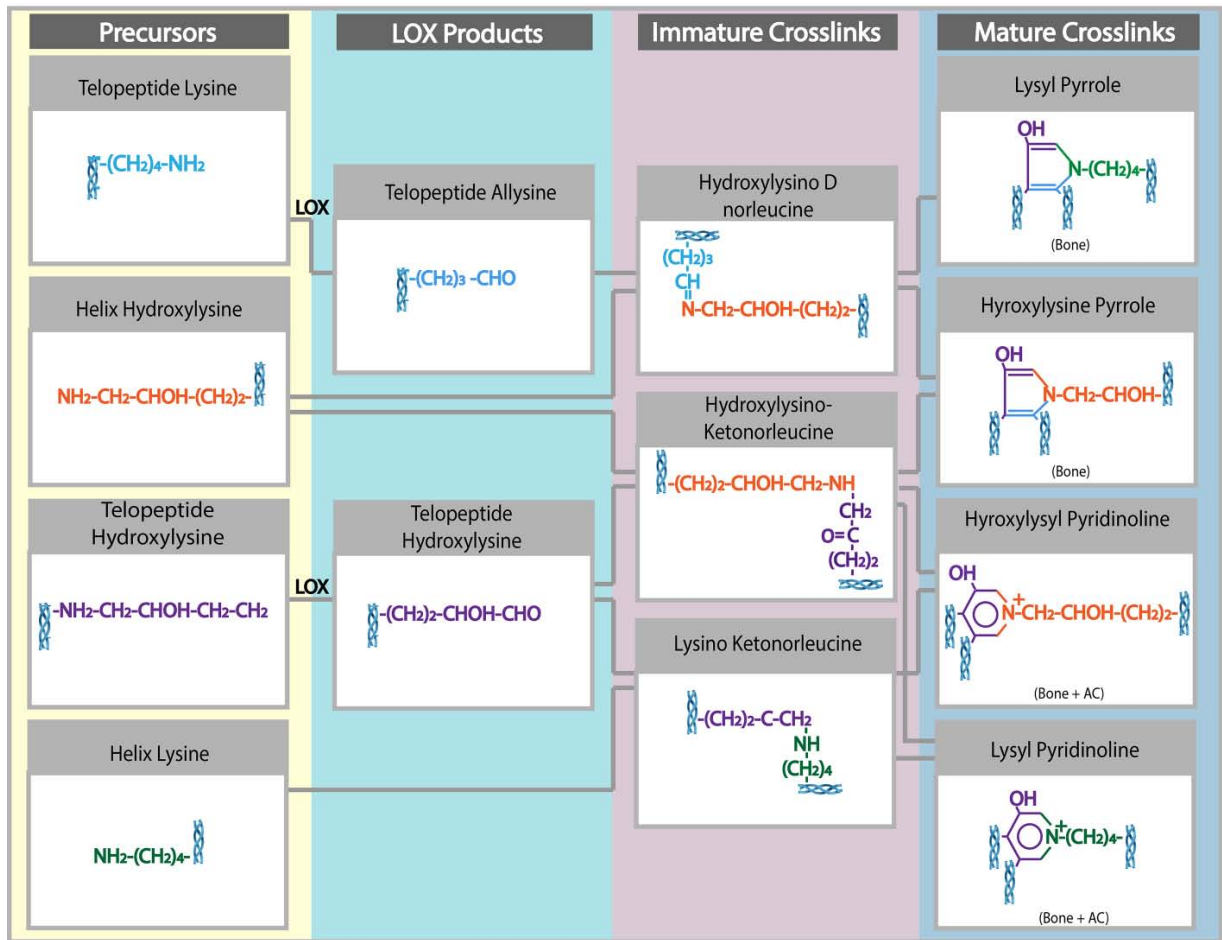 Precursors
LOX Products
Immature Crosslinks
Mature Crosslinks
Telopeptide Lysine
-(CH2)4-NH2
LOX
Helix Hydroxylysine
NH2-CH2-CHOH-(CH2)2-
Telopeptide
Hydroxylysine
-NH2-CH2-CHOH-CH2-CH2
LOX
Helix Lysine
NH2-(CH2)4-
Telopeptide Allysine
-(CH2)3 -CHO
Telopeptide
Hydroxylysine
-(CH2)2-CHOH-CHO
Hydroxylysino D
norleucine
(CH2)3
CH
N-CH2-CHOH-(CH2)2-
Hydroxylysino-
Ketonorleucine
-(CH2)2-CHOH-CH2-NH
CH2
O=C
(CH2)2
Lysino Ketonorleucine
-(CH2)2-C-CH2
NH
(CH2)4
Lysyl Pyrrole
OH
N-(CH2)4-
(Bone)
Hyroxylysine Pyrrole
OH
N-CH2-CHOH-
(Bone)
Hyroxylysyl Pyridinoline
OH
+
N-CH2-CHOH-(CH2)2-
(Bone + AC)
Lysyl Pyridinoline
OH
+
N-(CH2)4-
(Bone + AC)